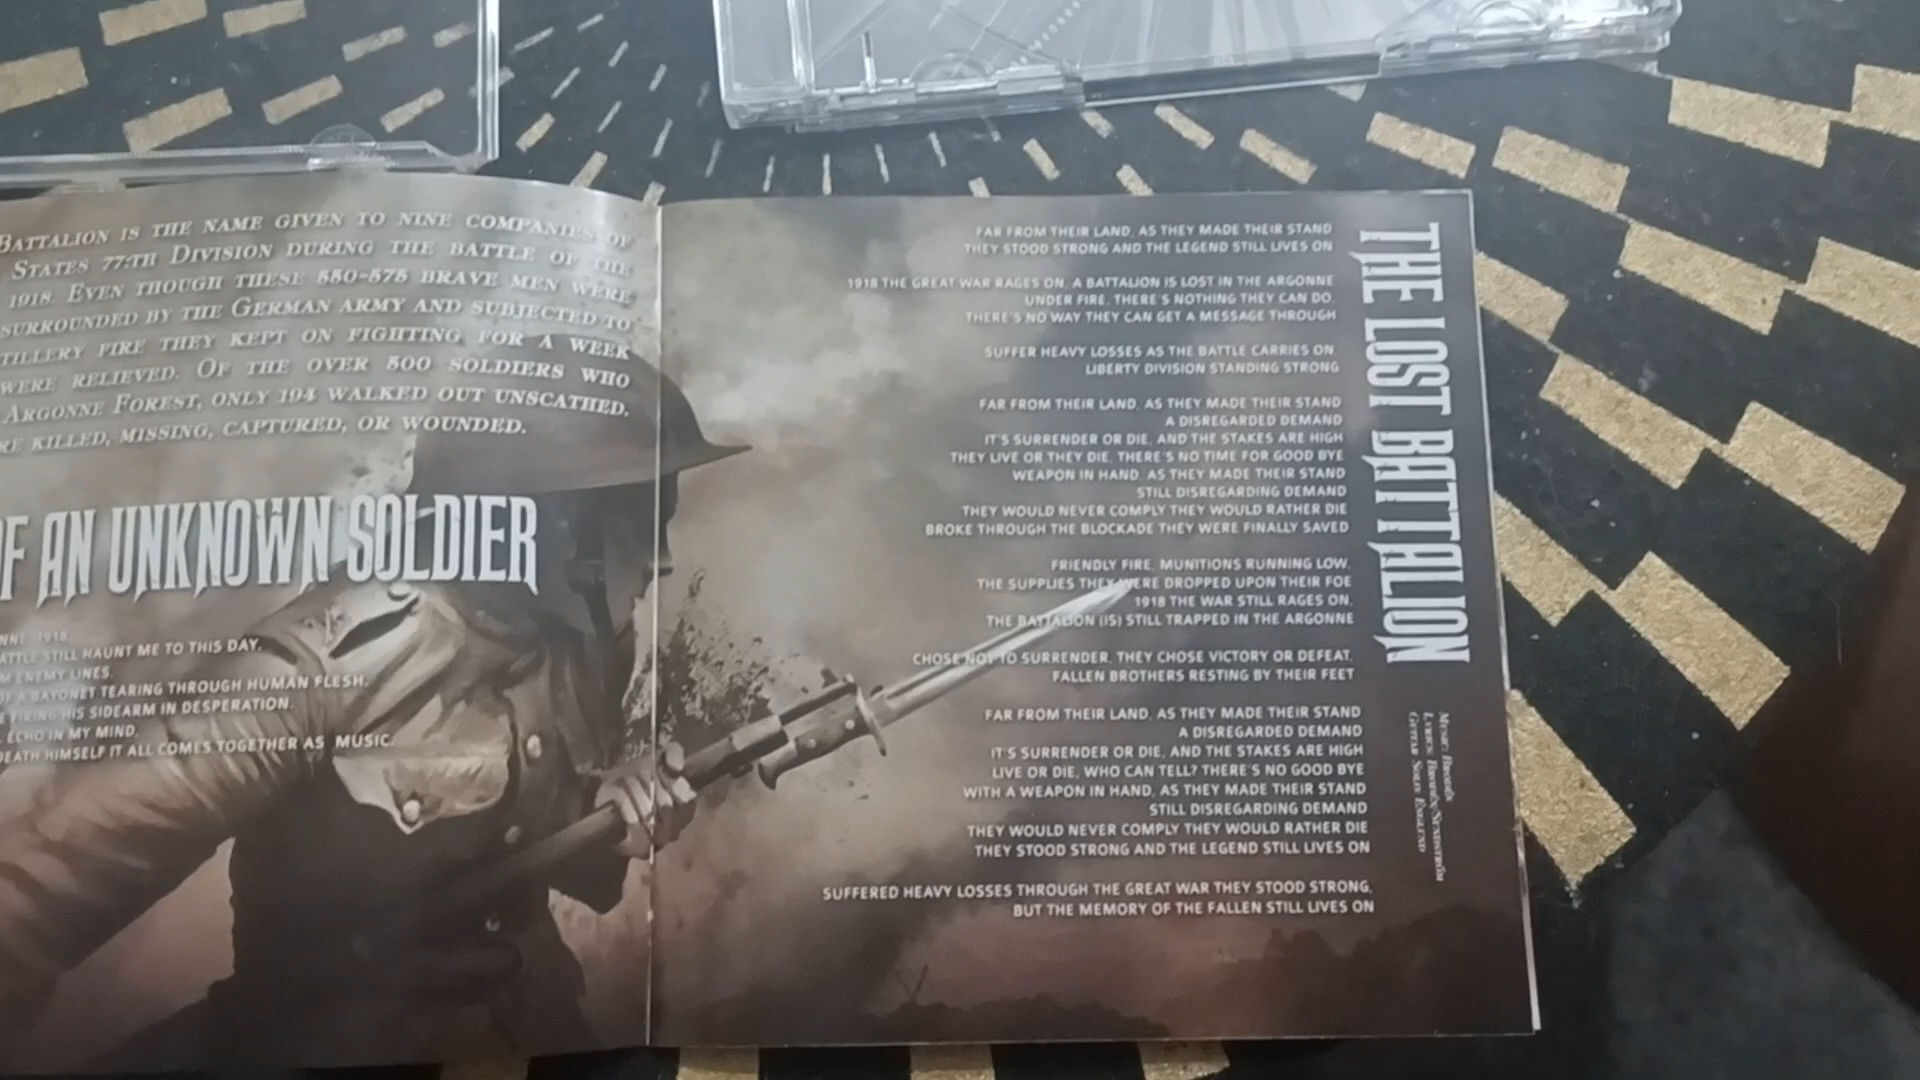 BATTALION IS THE NAME GIVEN TO NINE COMPANIES OF
STATES 77:TH DIVISION DURING THE BATTLE OF THE
1918. EVEN THOUGH THESE 550-575 BRAVE MEN WERE
SURROUNDED BY THE GERMAN ARMY AND SUBJECTED TO
TILLERY FIRE THEY KEPT ON FIGHTING FOR A WEEK
WERE RELIEVED. OF THE OVER 500 SOLDIERS WHO
ARGONNE FOREST, ONLY 194 WALKED OUT UNSCATHED.
RE KILLED, MISSING, CAPTURED, OR WOUNDED.
OF AN UNKNOWN SOLDIER
NNE, 1918,
ATTLE STILL HAUNT ME TO THIS DAY.
M ENEMY LINES.
OF A BAYONET TEARING THROUGH HUMAN FLESH,
FIRING HIS SIDEARM IN DESPERATION.
ECHO IN MY MIND,
DEATH HIMSELF IT ALL COMES TOGETHER AS MUSIC.
THE LOST BATTALION
MUSIC: BRODÉN
LYRICS: BRODÉN/SUNDSTRÖM
GUITAR SOLO: ENGLUND
FAR FROM THEIR LAND, AS THEY MADE THEIR STAND
THEY STOOD STRONG AND THE LEGEND STILL LIVES ON
1918 THE GREAT WAR RAGES ON, A BATTALION IS LOST IN THE ARGONNE
UNDER FIRE, THERE'S NOTHING THEY CAN DO,
THERE'S NO WAY THEY CAN GET A MESSAGE THROUGH
SUFFER HEAVY LOSSES AS THE BATTLE CARRIES ON
LIBERTY DIVISION STANDING STRONG
FAR FROM THEIR LAND, AS THEY MADE THEIR STAND
A DISREGARDED DEMAND
IT'S SURRENDER OR DIE, AND THE STAKES ARE HIGH
THEY LIVE OR THEY DIE, THERE'S NO TIME FOR GOOD BYE
WEAPON IN HAND, AS THEY MADE THEIR STAND
STILL DISREGARDING DEMAND
THEY WOULD NEVER COMPLY THEY WOULD RATHER DIE
BROKE THROUGH THE BLOCKADE THEY WERE FINALLY SAVED
FRIENDLY FIRE, MUNITIONS RUNNING LOW,
THE SUPPLIES THEY WERE DROPPED UPON THEIR FOE
1918 THE WAR STILL RAGES ON,
THE BATTALION (IS) STILL TRAPPED IN THE ARGONNE
CHOSE NOT TO SURRENDER, THEY CHOSE VICTORY OR DEFEAT,
FALLEN BROTHERS RESTING BY THEIR FEET
FAR FROM THEIR LAND, AS THEY MADE THEIR STAND
A DISREGARDED DEMAND
IT'S SURRENDER OR DIE, AND THE STAKES ARE HIGH
LIVE OR DIE, WHO CAN TELL? THERE'S NO GOOD BYE
WITH A WEAPON IN HAND, AS THEY MADE THEIR STAND
STILL DISREGARDING DEMAND
THEY WOULD NEVER COMPLY THEY WOULD RATHER DIE
THEY STOOD STRONG AND THE LEGEND STILL LIVES ON
SUFFERED HEAVY LOSSES THROUGH THE GREAT WAR THEY STOOD STRONG,
BUT THE MEMORY OF THE FALLEN STILL LIVES ON